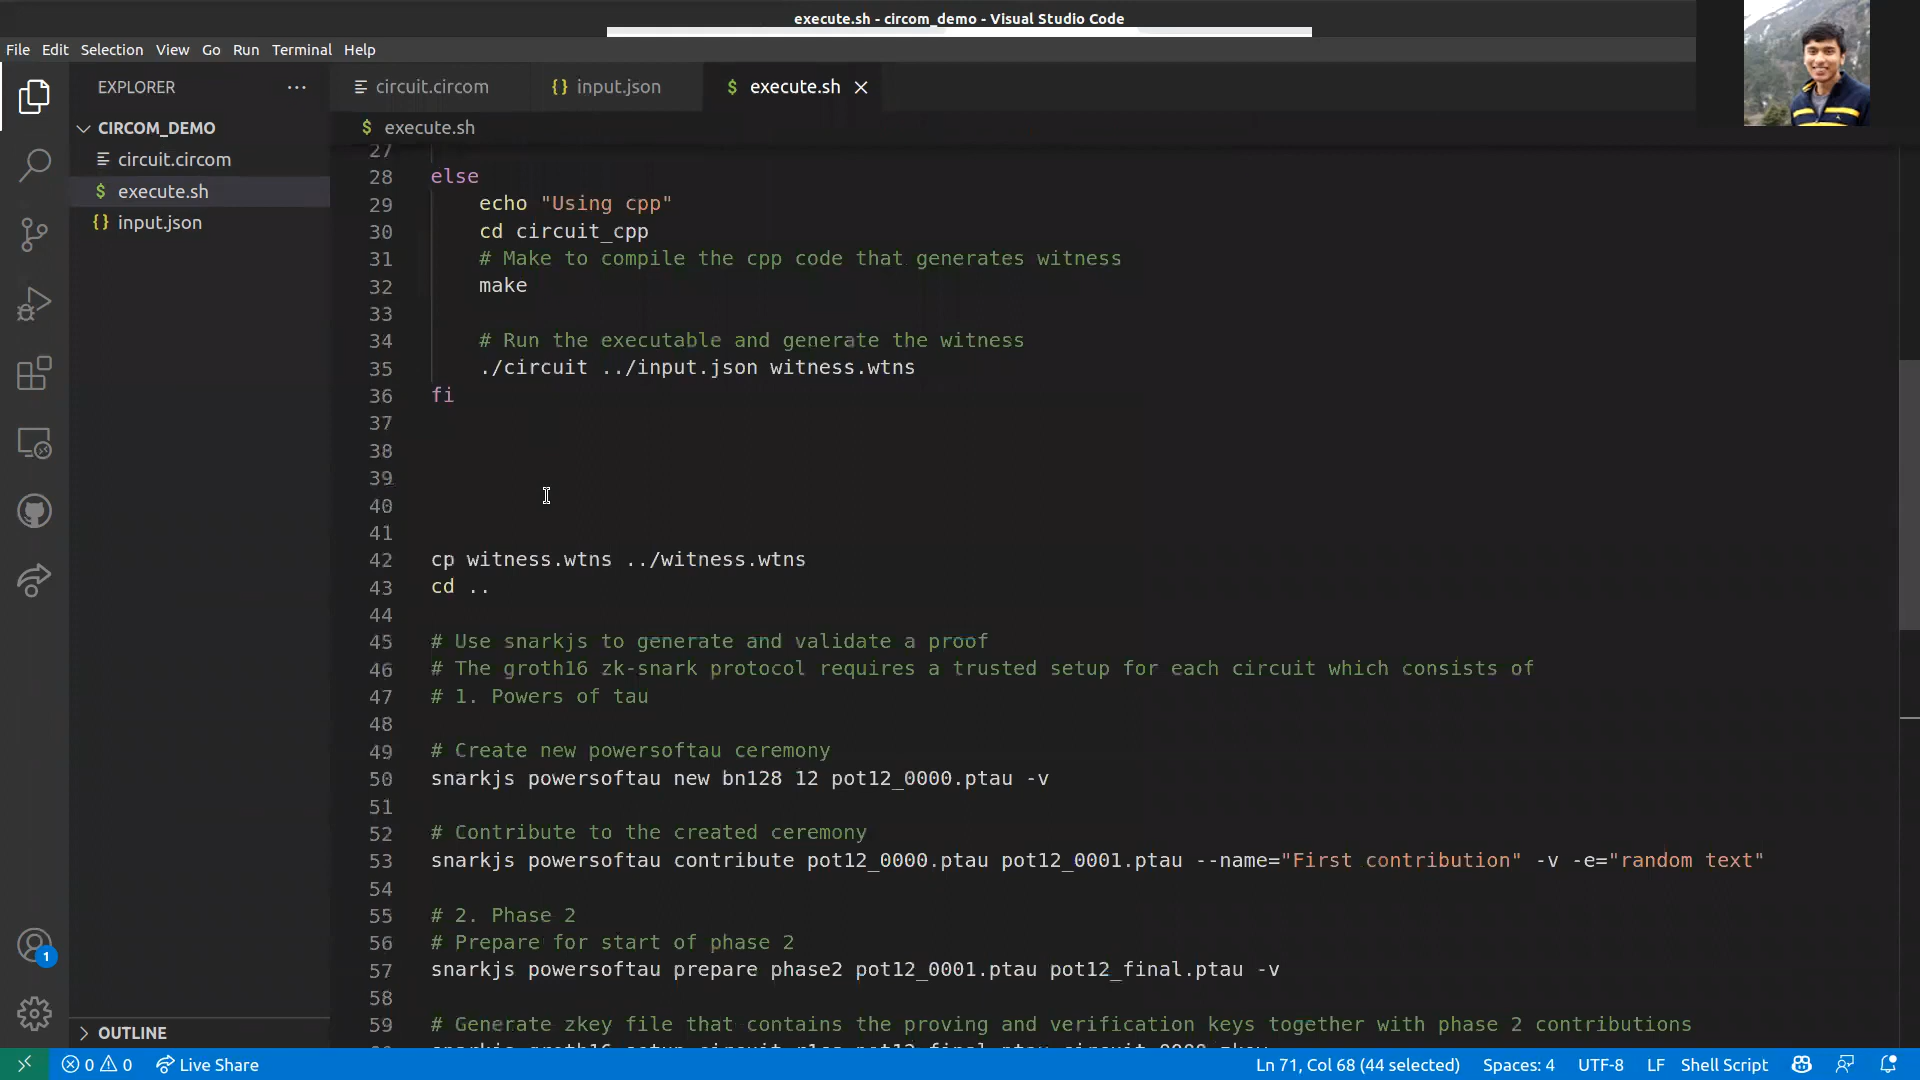 execute.sh - circom_demo - Visual Studio Code
File Edit Selection View Go Run Terminal Help
EXPLORER ...
circuit.circom input.json execute.sh
CIRCOM_DEMO
circuit.circom
execute.sh
input.json
execute.sh
27
28 else
29 echo "Using cpp"
30 cd circuit_cpp
31 # Make to compile the cpp code that generates witness
32 make
33
34 # Run the executable and generate the witness
35 ./circuit ../input.json witness.wtns
36 fi
37
38
39
40
41
42 cp witness.wtns ../witness.wtns
43 cd ..
44
45 # Use snarkjs to generate and validate a proof
46 # The groth16 zk-snark protocol requires a trusted setup for each circuit which consists of
47 # 1. Powers of tau
48
49 # Create new powersoftau ceremony
50 snarkjs powersoftau new bn128 12 pot12_0000.ptau -v
51
52 # Contribute to the created ceremony
53 snarkjs powersoftau contribute pot12_0000.ptau pot12_0001.ptau --name="First contribution" -v -e="random text"
54
55 # 2. Phase 2
56 # Prepare for start of phase 2
57 snarkjs powersoftau prepare phase2 pot12_0001.ptau pot12_final.ptau -v
58
59 # Generate zkey file that contains the proving and verification keys together with phase 2 contributions
1
OUTLINE
0 0 Live Share
Ln 71, Col 68 (44 selected) Spaces: 4 UTF-8 LF Shell Script